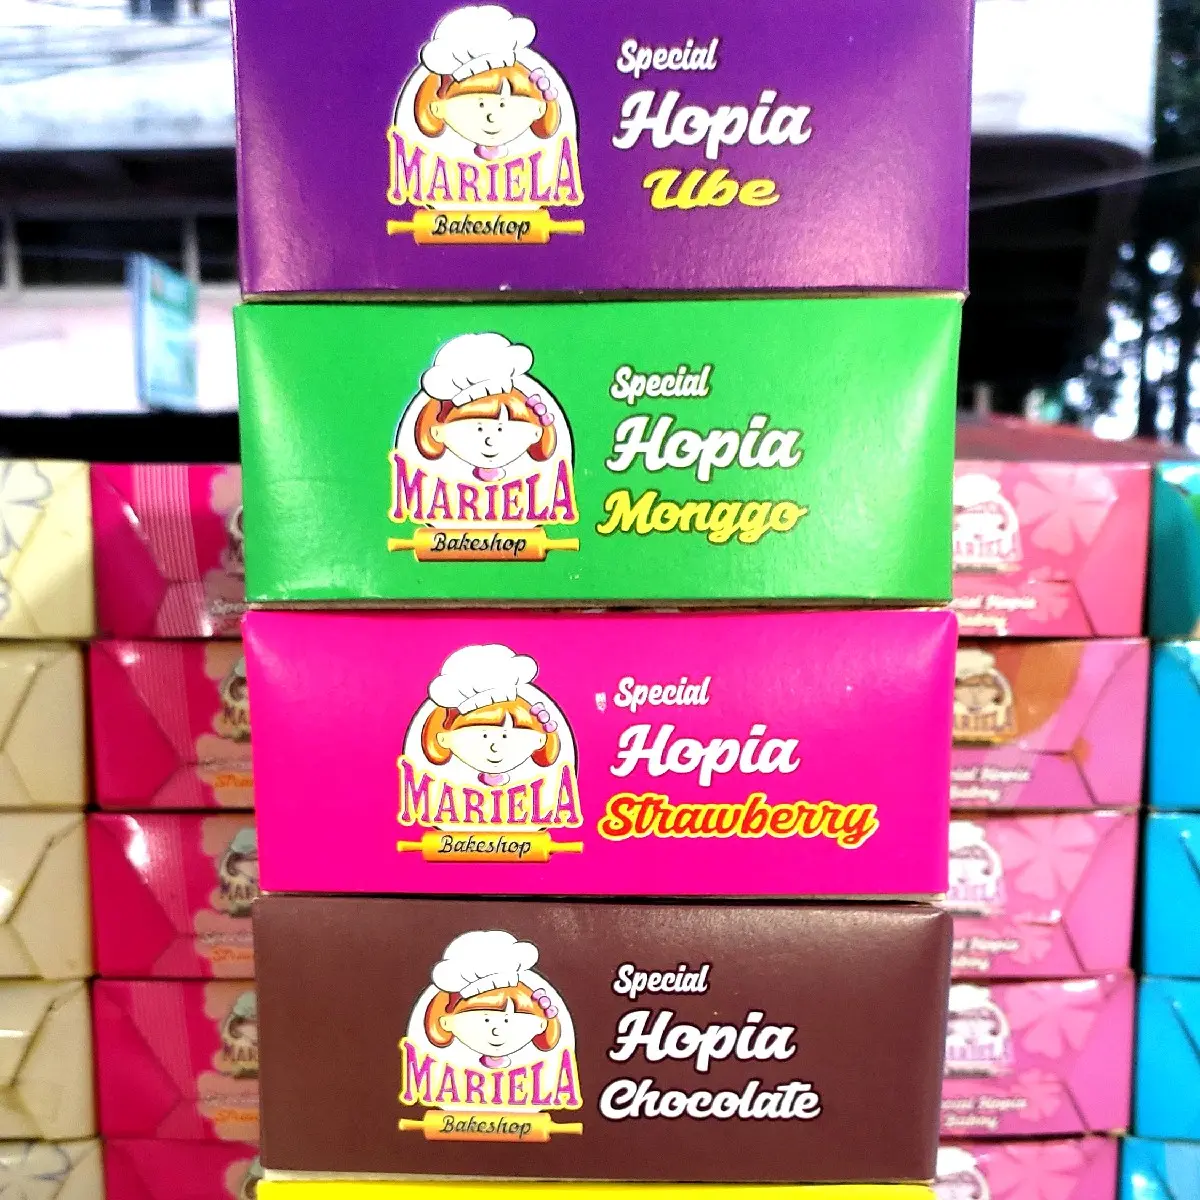 MARIELA
Bakeshop
Special
Hopia
Ube
MARIELA
Bakeshop
Special
Hopia
Monggo
MARIELA
Bakeshop
Special
Hopia
Strawberry
MARIELA
Bakeshop
Special
Hopia
Chocolate